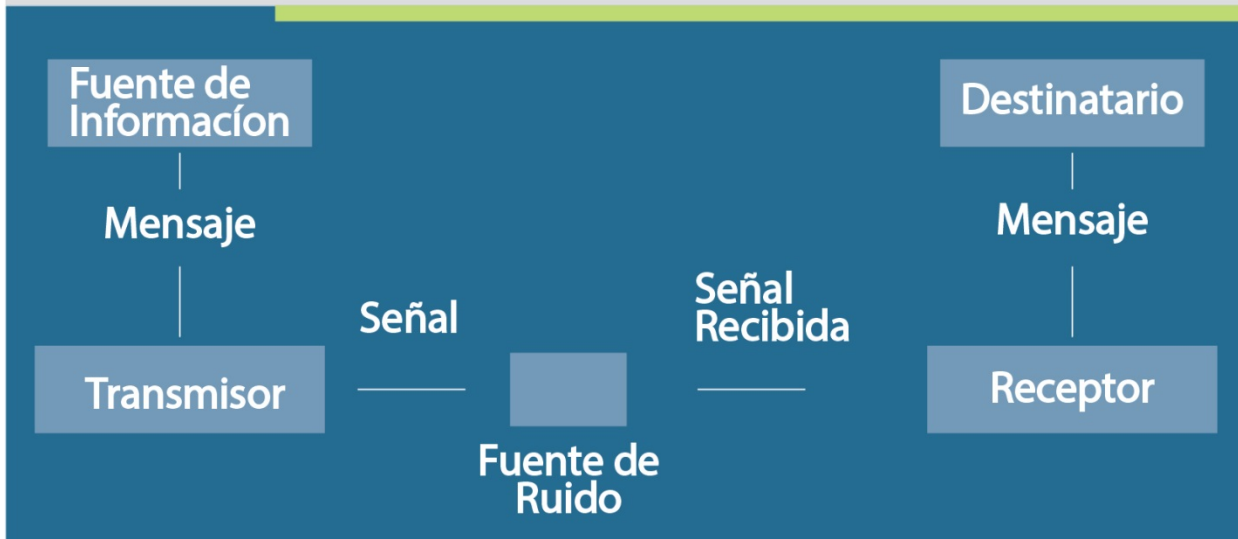 Fuente de
Informacíon
Mensaje
Transmisor
Señal
Fuente de
Ruido
Señal
Recibida
Destinatario
Mensaje
Receptor